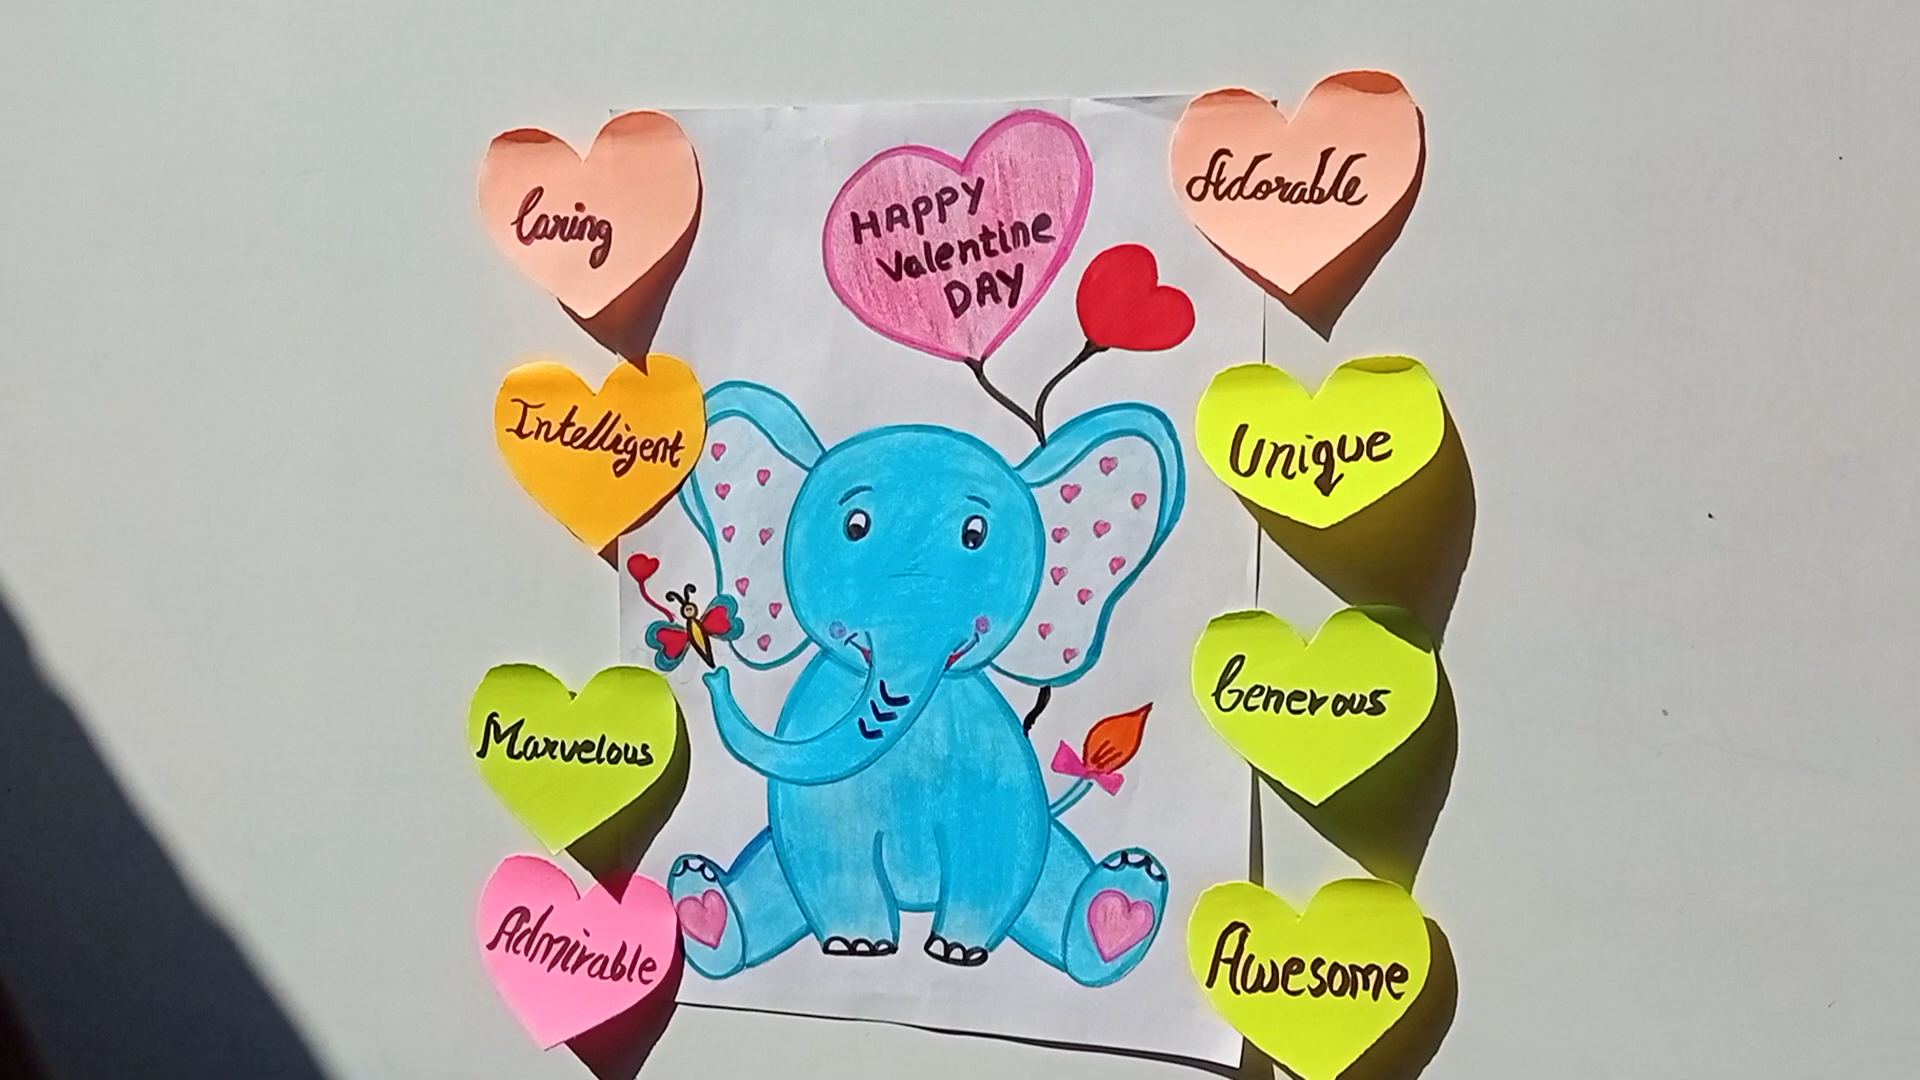 Caring
Intelligent
Marvelous
Admirable
HAPPY
Valentine
DAY
Adorable
Unique
Generous
Awesome